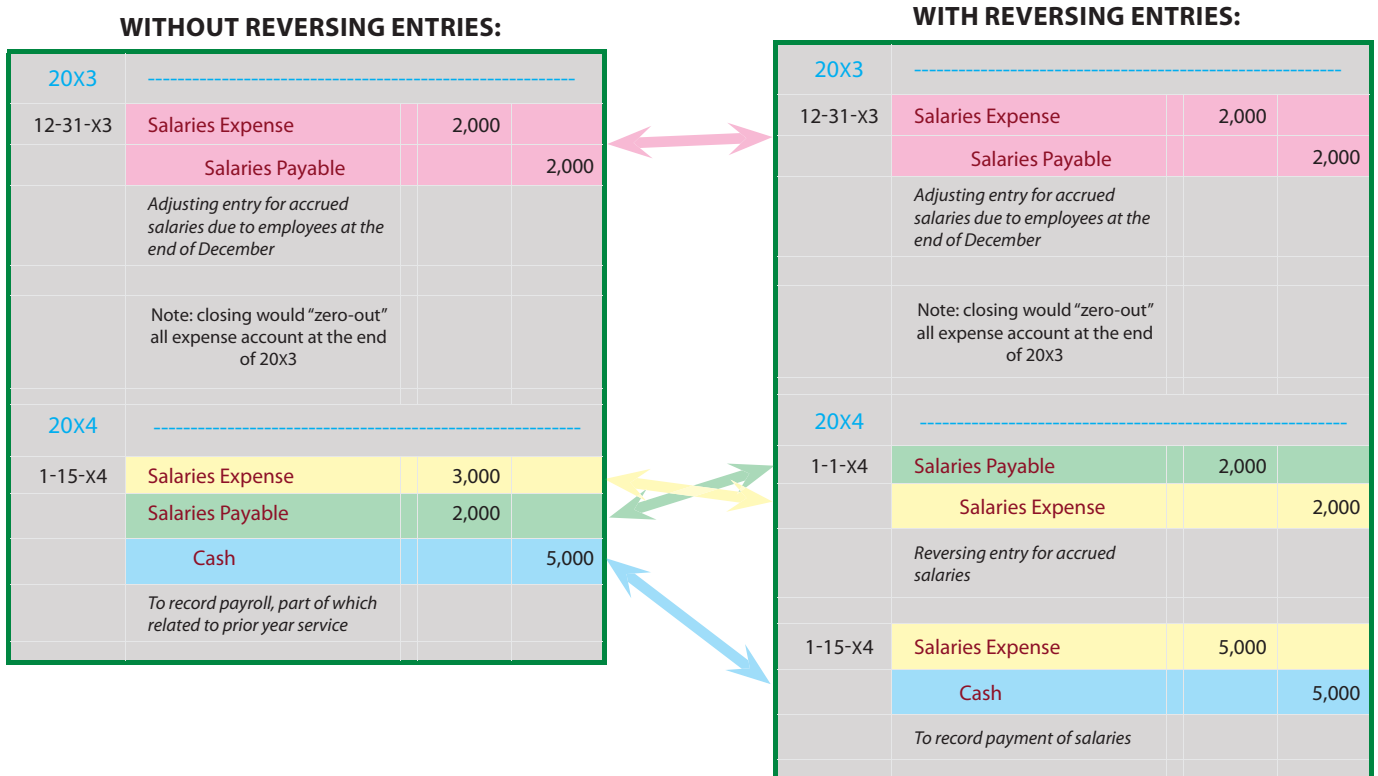 WITHOUT REVERSING ENTRIES:
20X3 ----------------------------------------------------------
12-31-X3 Salaries Expense 2,000
Salaries Payable 2,000
Adjusting entry for accrued
salaries due to employees at the
end of December
Note: closing would “zero-out”
all expense account at the end
of 20X3
20X4 ----------------------------------------------------------
1-15-X4 Salaries Expense 3,000
Salaries Payable 2,000
Cash 5,000
To record payroll, part of which
related to prior year service
WITH REVERSING ENTRIES:
20X3 ----------------------------------------------------------
12-31-X3 Salaries Expense 2,000
Salaries Payable 2,000
Adjusting entry for accrued
salaries due to employees at the
end of December
Note: closing would “zero-out”
all expense account at the end
of 20X3
20X4 ----------------------------------------------------------
1-1-X4 Salaries Payable 2,000
Salaries Expense 2,000
Reversing entry for accrued
salaries
1-15-X4 Salaries Expense 5,000
Cash 5,000
To record payment of salaries